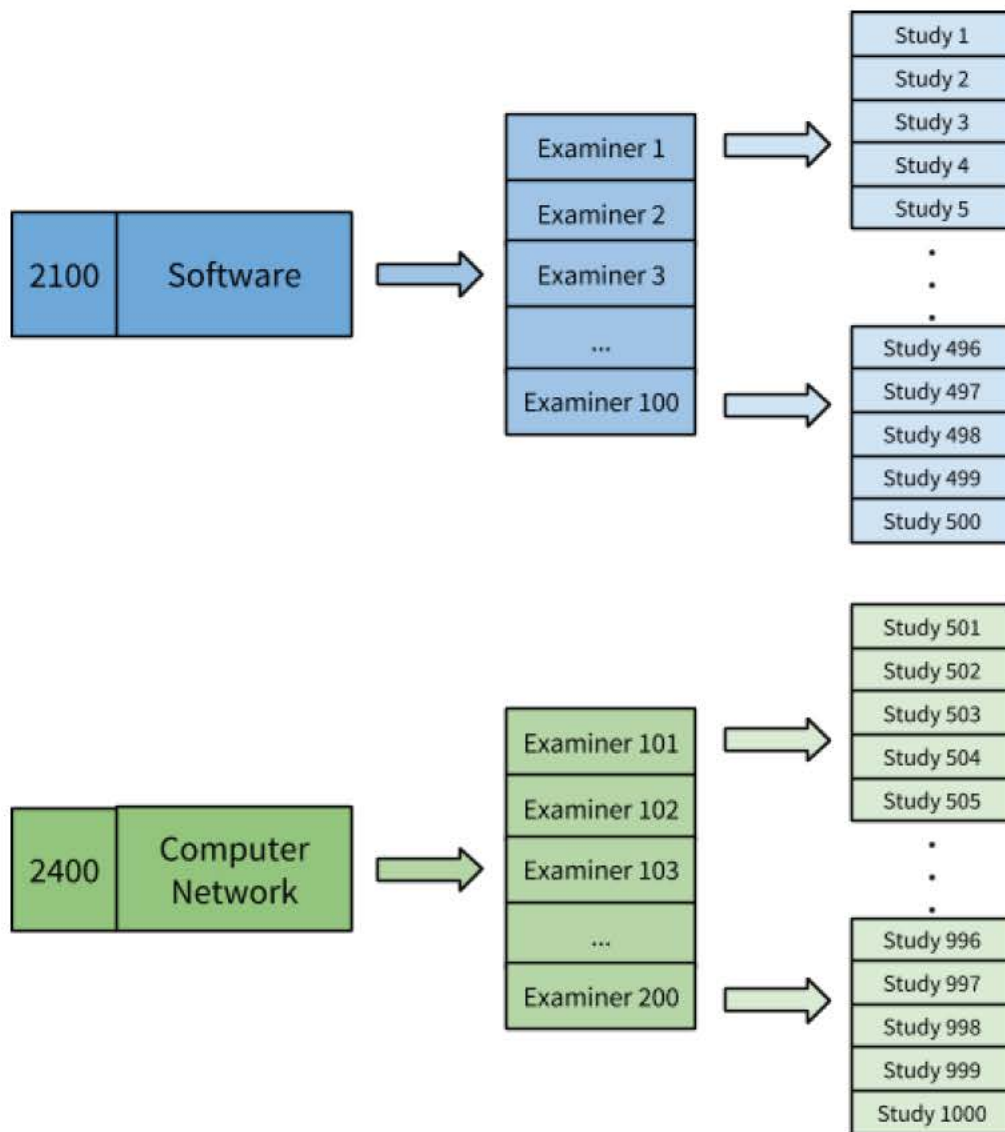 2100
Software
Examiner 1
Examiner 2
Examiner 3
...
Examiner 100
Study 1
Study 2
Study 3
Study 4
Study 5
Study 496
Study 497
Study 498
Study 499
Study 500
2400
Computer
Network
Examiner 101
Examiner 102
Examiner 103
...
Examiner 200
Study 501
Study 502
Study 503
Study 504
Study 505
Study 996
Study 997
Study 998
Study 999
Study 1000